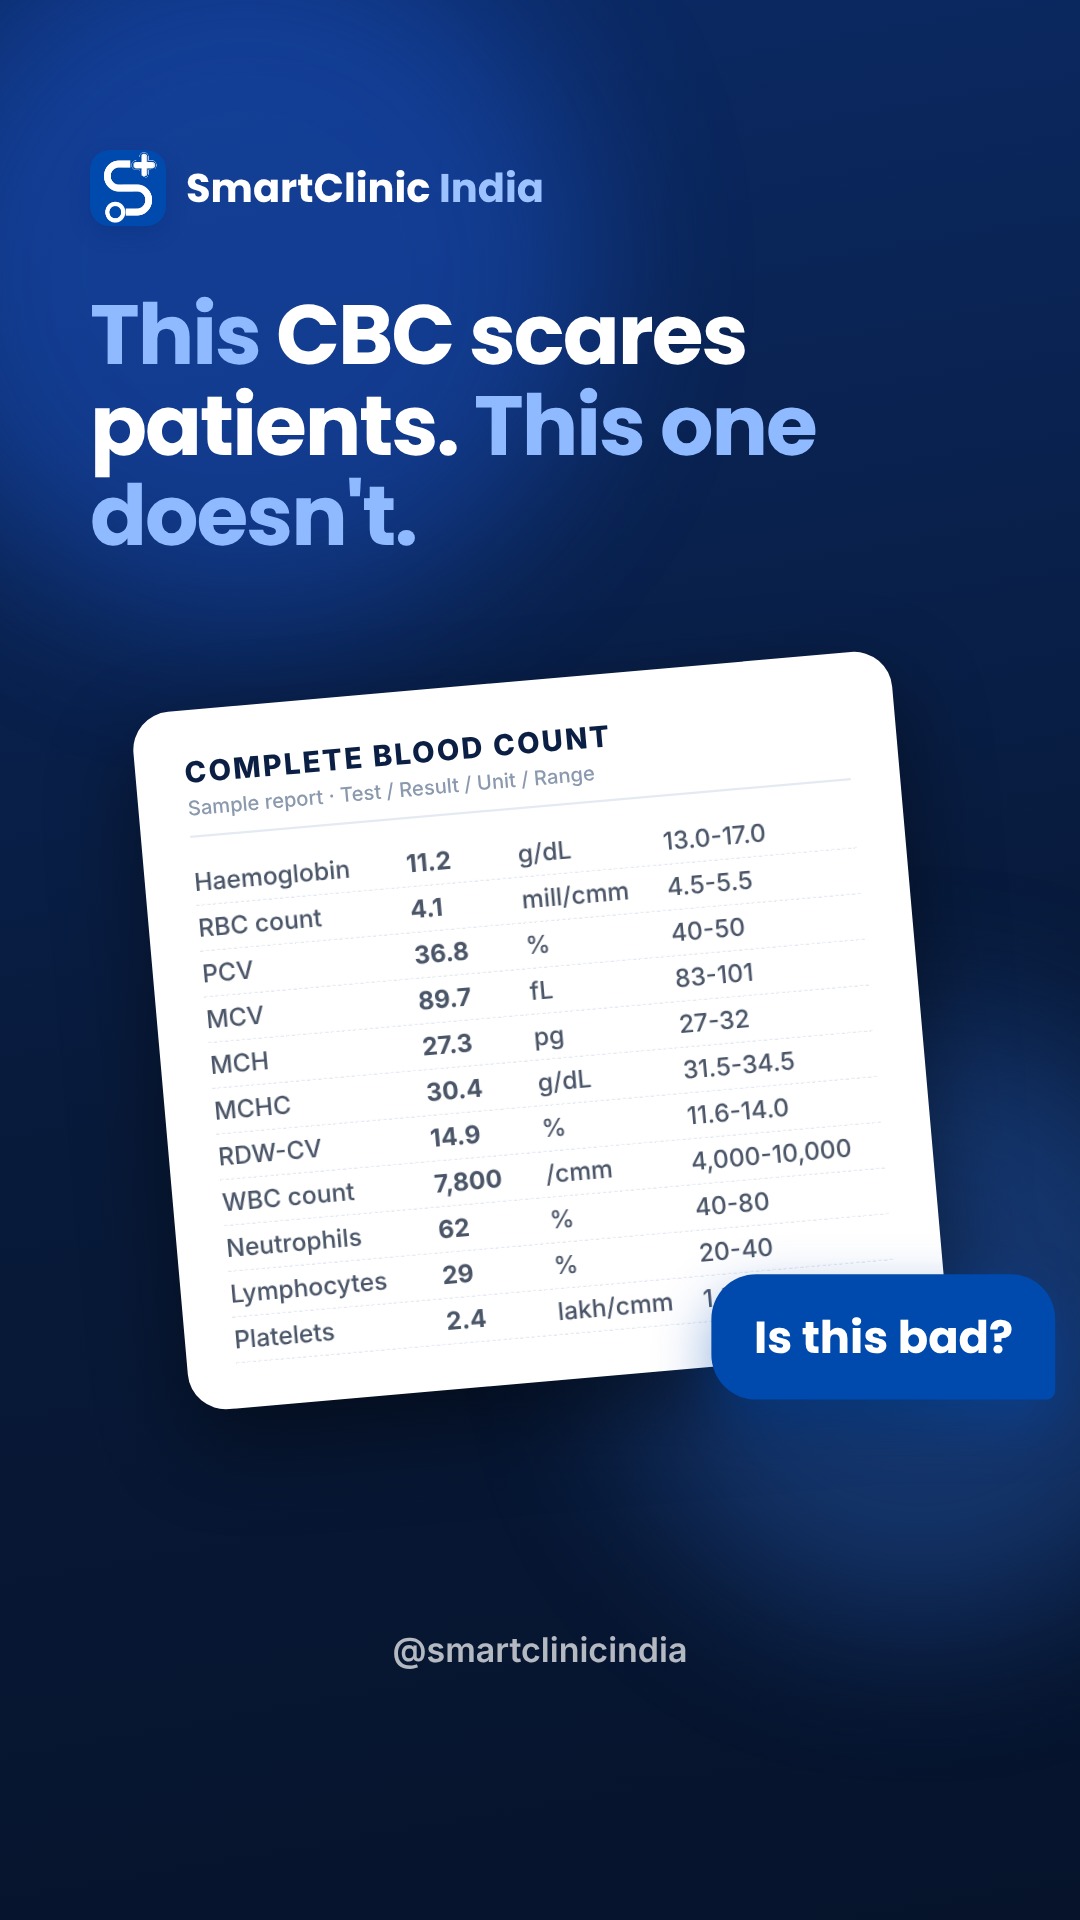 SmartClinic India
This CBC scares
patients. This one
doesn't.
COMPLETE BLOOD COUNT
Sample report · Test / Result / Unit / Range
Haemoglobin 11.2 g/dL 13.0-17.0
RBC count 4.1 mill/cmm 4.5-5.5
PCV 36.8 % 40-50
MCV 89.7 fL 83-101
MCH 27.3 pg 27-32
MCHC 30.4 g/dL 31.5-34.5
RDW-CV 14.9 % 11.6-14.0
WBC count 7,800 /cmm 4,000-10,000
Neutrophils 62 % 40-80
Lymphocytes 29 % 20-40
Platelets 2.4 lakh/cmm
Is this bad?
@smartclinicindia